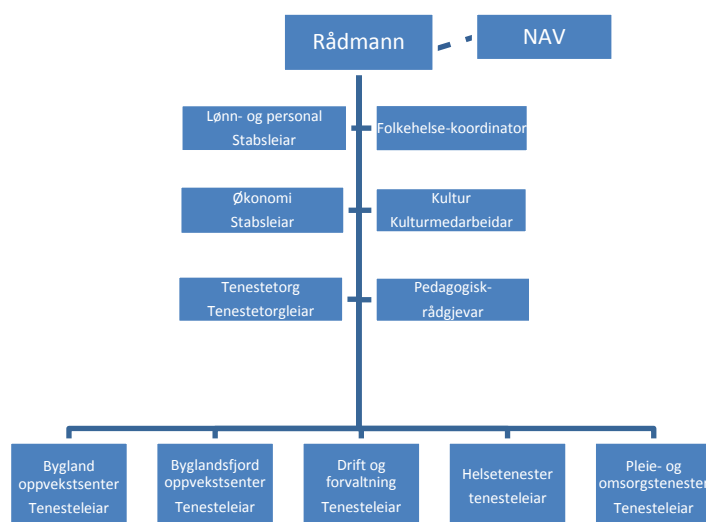 Rådmann
NAV
Lønn- og personal
Stabsleiar
Folkehelse-koordinator
Økonomi
Stabsleiar
Kultur
Kulturmedarbeidar
Tenestetorg
Tenestetorgleiar
Pedagogisk-
rådgjevar
Bygland
oppvekstsenter
Tenesteleiar
Byglandsfjord
oppvekstsenter
Tenesteleiar
Drift og
forvaltning
Tenesteleiar
Helsetenester
tenesteleiar
Pleie- og
omsorgstenester
Tenesteleiar